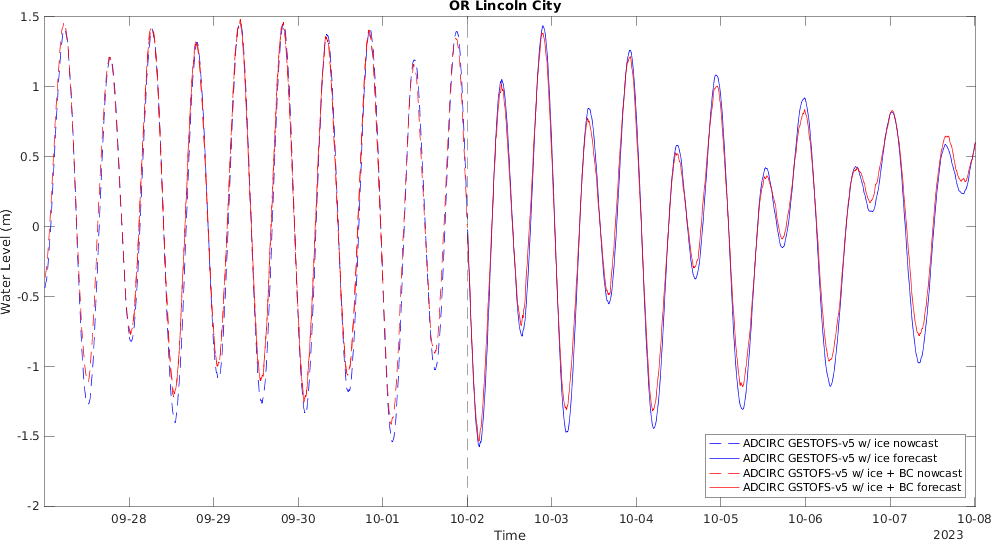 OR Lincoln City
1.5
1
0.5
0
-0.5
-1
-1.5
-2
Water Level (m)
09-28 09-29 09-30 10-01 10-02 10-03 10-04 10-05 10-06 10-07 10-08
Time
2023
ADCIRC GESTOFS-v5 w/ ice nowcast
ADCIRC GESTOFS-v5 w/ ice forecast
ADCIRC GSTOFS-v5 w/ ice + BC nowcast
ADCIRC GSTOFS-v5 w/ ice + BC forecast